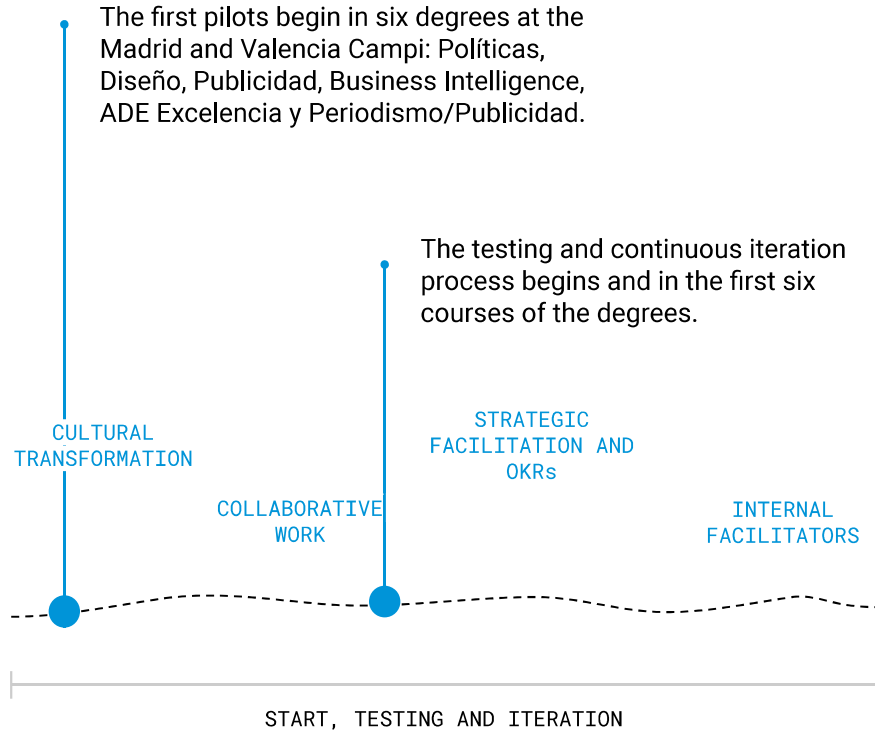 The first pilots begin in six degrees at the
Madrid and Valencia Campi: Políticas,
Diseño, Publicidad, Business Intelligence,
ADE Excelencia y Periodismo/Publicidad.
The testing and continuous iteration
process begins and in the first six
courses of the degrees.
CULTURAL
TRANSFORMATION
COLLABORATIVE
WORK
STRATEGIC
FACILITATION AND
OKRs
INTERNAL
FACILITATORS
START, TESTING AND ITERATION